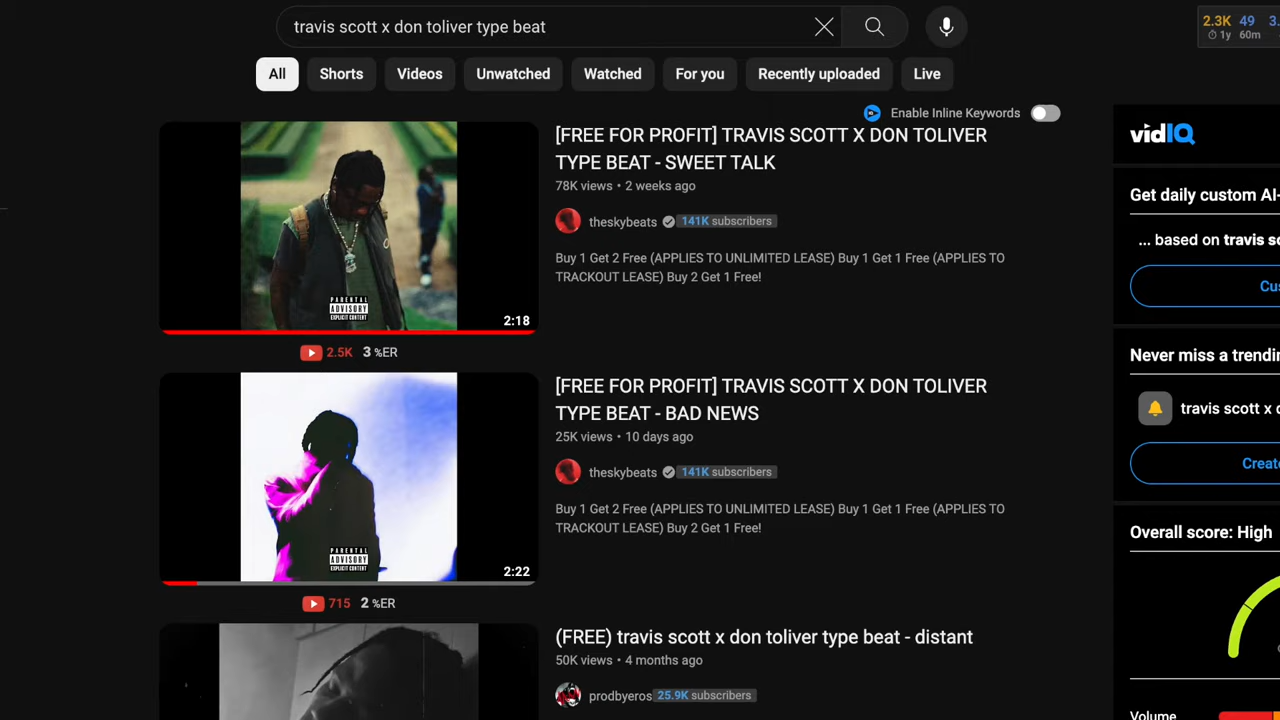 travis scott x don toliver type beat
2.3K 49 3.
1y 60m
All Shorts Videos Unwatched Watched For you Recently uploaded Live
Enable Inline Keywords
[FREE FOR PROFIT] TRAVIS SCOTT X DON TOLIVER
TYPE BEAT - SWEET TALK
78K views • 2 weeks ago
theskybeats 141K subscribers
Buy 1 Get 2 Free (APPLIES TO UNLIMITED LEASE) Buy 1 Get 1 Free (APPLIES TO
TRACKOUT LEASE) Buy 2 Get 1 Free!
PARENTAL
ADVISORY
EXPLICIT CONTENT
2:18
2.5K 3 %ER
[FREE FOR PROFIT] TRAVIS SCOTT X DON TOLIVER
TYPE BEAT - BAD NEWS
25K views • 10 days ago
theskybeats 141K subscribers
Buy 1 Get 2 Free (APPLIES TO UNLIMITED LEASE) Buy 1 Get 1 Free (APPLIES TO
TRACKOUT LEASE) Buy 2 Get 1 Free!
PARENTAL
ADVISORY
EXPLICIT CONTENT
2:22
715 2 %ER
(FREE) travis scott x don toliver type beat - distant
50K views • 4 months ago
prodbyeros 25.9K subscribers
vidIQ
Get daily custom AI-
... based on travis sc
Cus
Never miss a trendin
travis scott x d
Create
Overall score: High
Volume